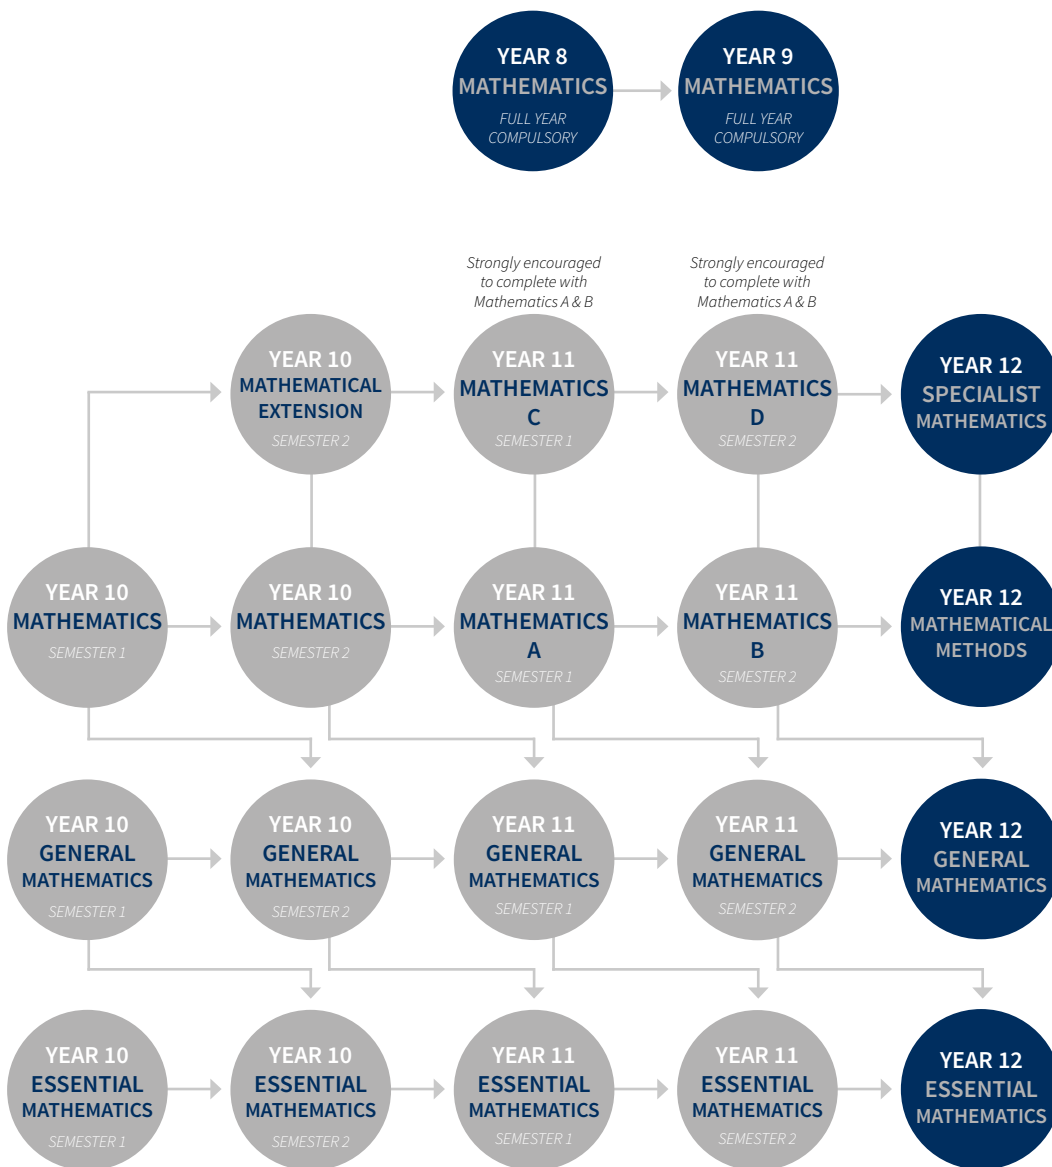 YEAR 8
MATHEMATICS
FULL YEAR
COMPULSORY
YEAR 9
MATHEMATICS
FULL YEAR
COMPULSORY
Strongly encouraged
to complete with
Mathematics A & B
Strongly encouraged
to complete with
Mathematics A & B
YEAR 10
MATHEMATICAL
EXTENSION
SEMESTER 2
YEAR 11
MATHEMATICS
C
SEMESTER 1
YEAR 11
MATHEMATICS
D
SEMESTER 2
YEAR 12
SPECIALIST
MATHEMATICS
YEAR 10
MATHEMATICS
SEMESTER 1
YEAR 10
MATHEMATICS
SEMESTER 2
YEAR 11
MATHEMATICS
A
SEMESTER 1
YEAR 11
MATHEMATICS
B
SEMESTER 2
YEAR 12
MATHEMATICAL
METHODS
YEAR 10
GENERAL
MATHEMATICS
SEMESTER 1
YEAR 10
GENERAL
MATHEMATICS
SEMESTER 2
YEAR 11
GENERAL
MATHEMATICS
SEMESTER 1
YEAR 11
GENERAL
MATHEMATICS
SEMESTER 2
YEAR 12
GENERAL
MATHEMATICS
YEAR 10
ESSENTIAL
MATHEMATICS
SEMESTER 1
YEAR 10
ESSENTIAL
MATHEMATICS
SEMESTER 2
YEAR 11
ESSENTIAL
MATHEMATICS
SEMESTER 1
YEAR 11
ESSENTIAL
MATHEMATICS
SEMESTER 2
YEAR 12
ESSENTIAL
MATHEMATICS